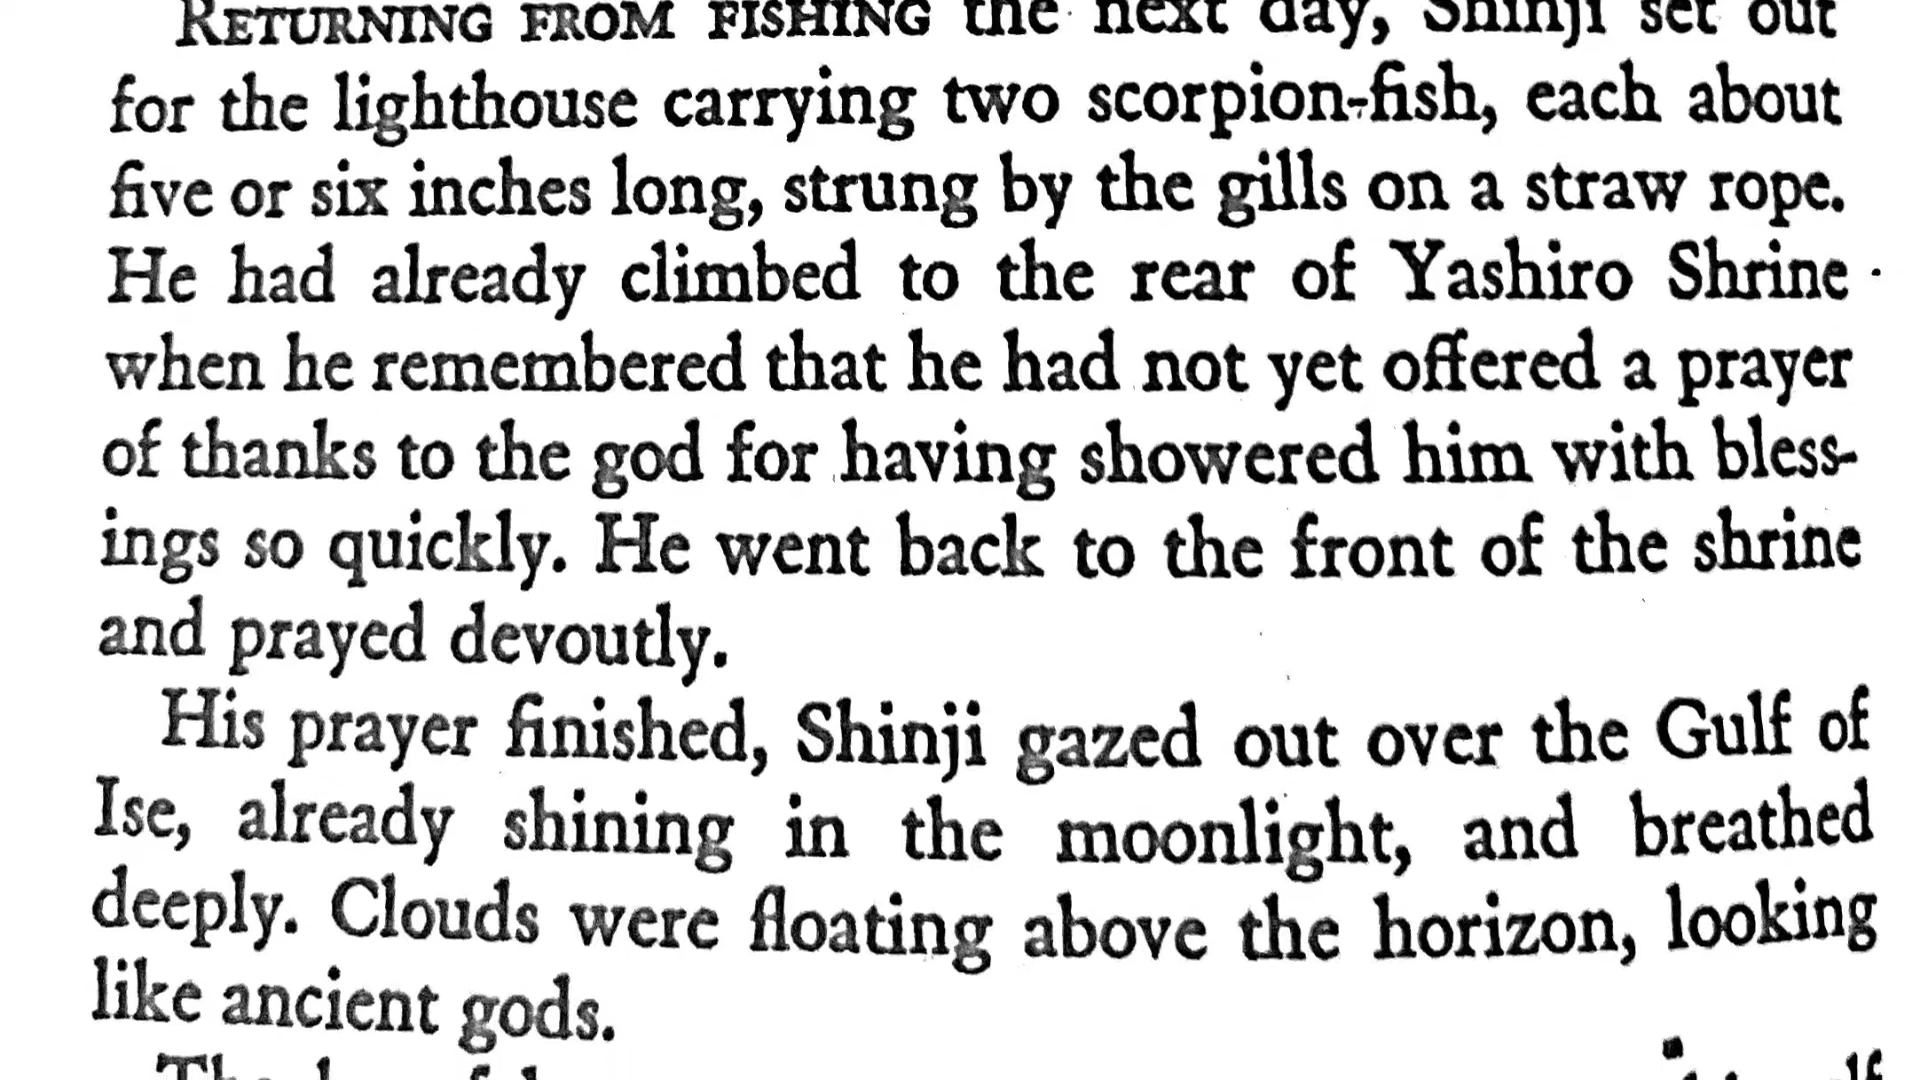 RETURNING FROM FISHING the next day, Shinji set out
for the lighthouse carrying two scorpion-fish, each about
five or six inches long, strung by the gills on a straw rope.
He had already climbed to the rear of Yashiro Shrine
when he remembered that he had not yet offered a prayer
of thanks to the god for having showered him with bless-
ings so quickly. He went back to the front of the shrine
and prayed devoutly.
His prayer finished, Shinji gazed out over the Gulf of
Ise, already shining in the moonlight, and breathed
deeply. Clouds were floating above the horizon, looking
like ancient gods.